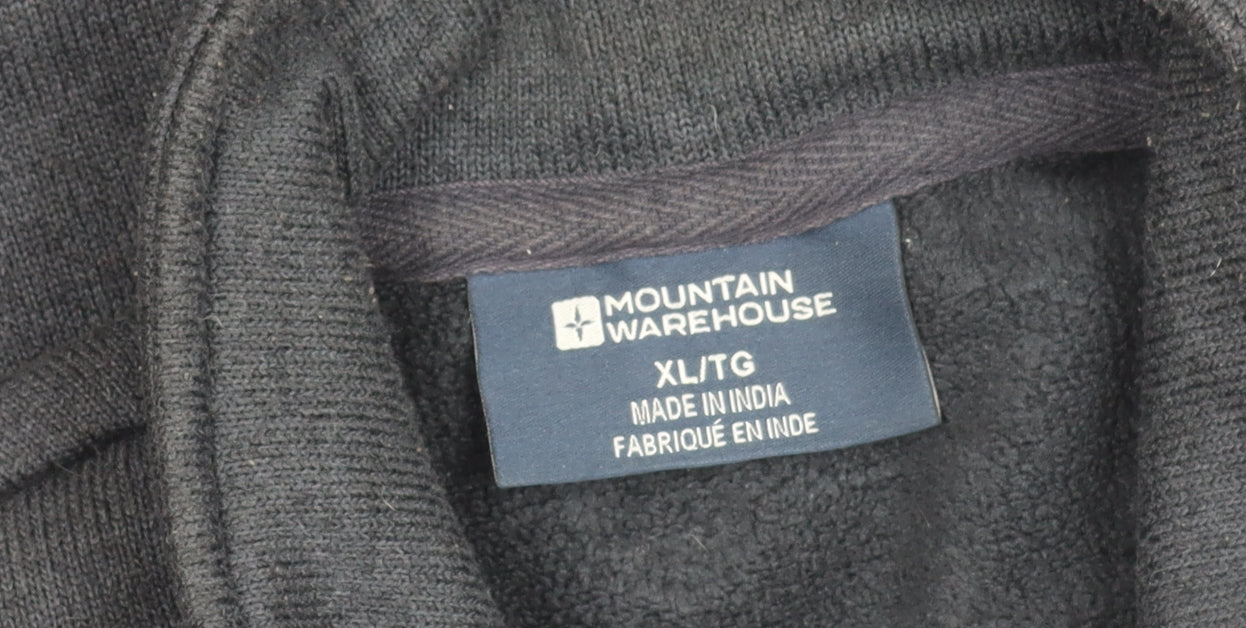 MOUNTAIN
WAREHOUSE
XL/TG
MADE IN INDIA
FABRIQUÉ EN INDE